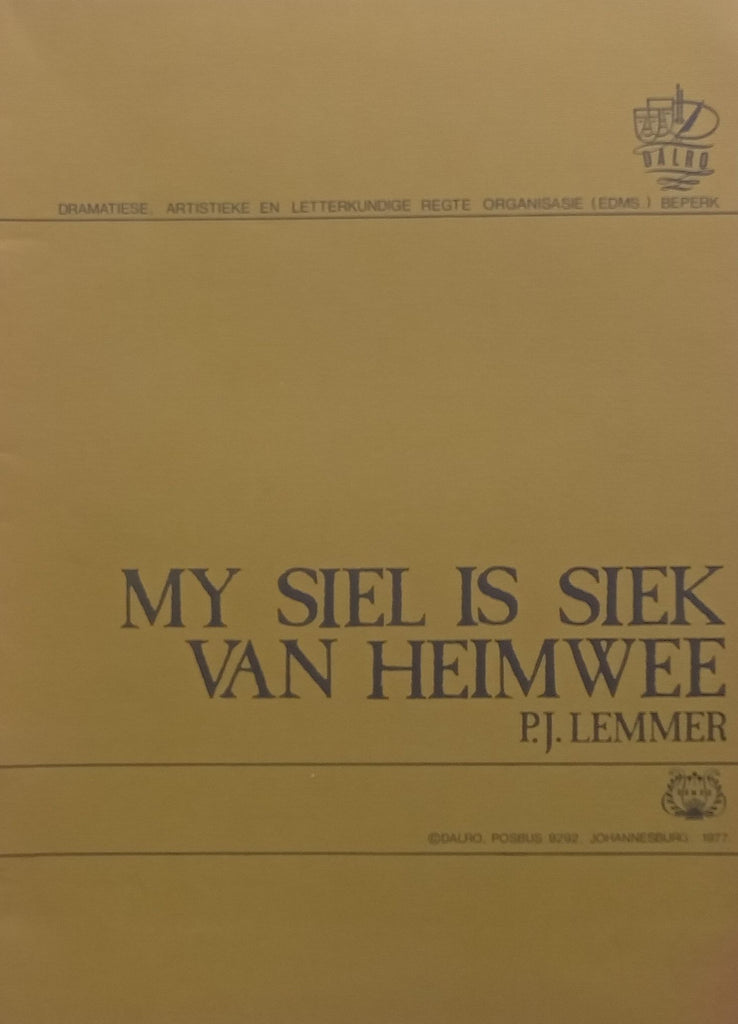 DALRO
DRAMATIESE, ARTISTIEKE EN LETTERKUNDIGE REGTE ORGANISASIE (EDMS.) BEPERK
MY SIEL IS SIEK
VAN HEIMWEE
P.J. LEMMER
©DALRO, POSBUS 9292, JOHANNESBURG. 1977.